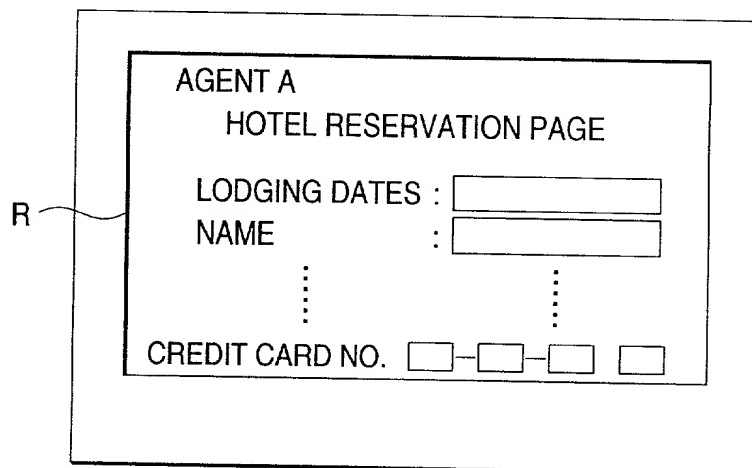 AGENT A
HOTEL RESERVATION PAGE
LODGING DATES :
NAME :
R
CREDIT CARD NO.